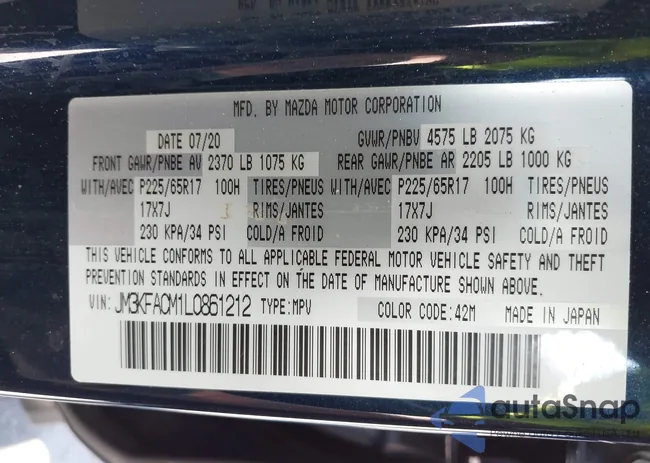 MFD. BY MAZDA MOTOR CORPORATION
DATE 07/20 GVWR/PNBV 4575 LB 2075 KG
FRONT GAWR/PNBE AV 2370 LB 1075 KG REAR GAWR/PNBE AR 2205 LB 1000 KG
WITH/AVEC P225/65R17 100H TIRES/PNEUS WITH/AVEC P225/65R17 100H TIRES/PNEUS
17X7J RIMS/JANTES 17X7J RIMS/JANTES
230 KPA/34 PSI COLD/A FROID 230 KPA/34 PSI COLD/A FROID
THIS VEHICLE CONFORMS TO ALL APPLICABLE FEDERAL MOTOR VEHICLE SAFETY AND THEFT
PREVENTION STANDARDS IN EFFECT ON THE DATE OF MANUFACTURE SHOWN ABOVE.
VIN: JM3KFACM1L0861212 TYPE:MPV COLOR CODE:42M MADE IN JAPAN
autoSnap